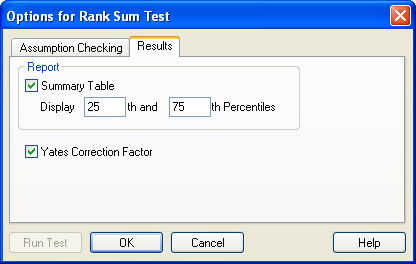 Options for Rank Sum Test
Assumption Checking Results
Report
Summary Table
Display 25 th and 75 th Percentiles
Yates Correction Factor
Run Test OK Cancel Help